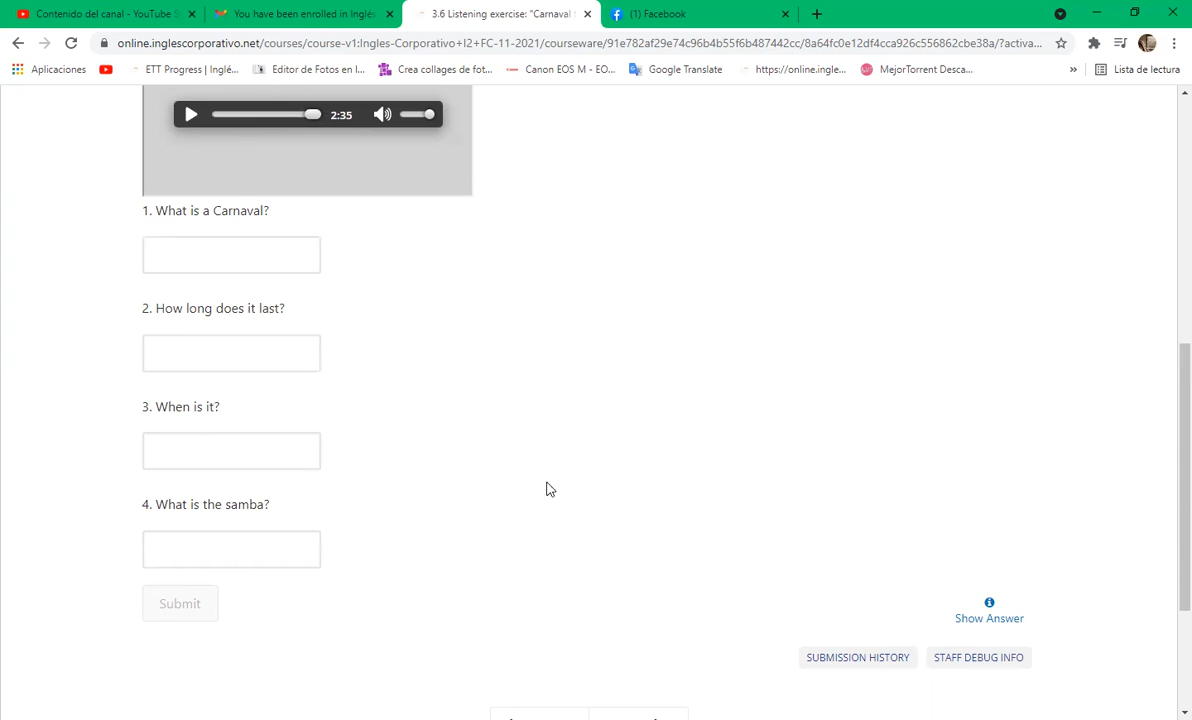 Contenido del canal - YouTube S
You have been enrolled in Inglés
3.6 Listening exercise: "Carnaval
(1) Facebook
online.inglescorporativo.net/courses/course-v1:Ingles-Corporativo+I2+FC-11-2021/courseware/91e782af29e74c96b4b55f6b487442cc/8a64fc0e12df4cca926c556862cbe38a/?activa...
Aplicaciones
ETT Progress | Inglé...
Editor de Fotos en l...
Crea collages de fot...
Canon EOS M - EO...
Google Translate
https://online.ingle...
MejorTorrent Desca...
»
Lista de lectura
2:35
1. What is a Carnaval?
2. How long does it last?
3. When is it?
4. What is the samba?
Submit
Show Answer
SUBMISSION HISTORY
STAFF DEBUG INFO